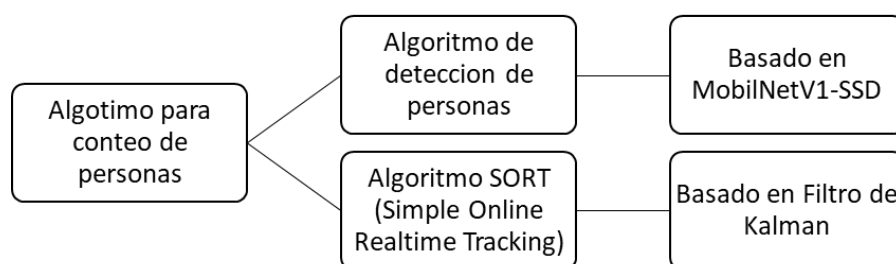 Algotimo para
conteo de
personas
Algoritmo de
deteccion de
personas
Basado en
MobilNetV1-SSD
Algoritmo SORT
(Simple Online
Realtime Tracking)
Basado en Filtro de
Kalman